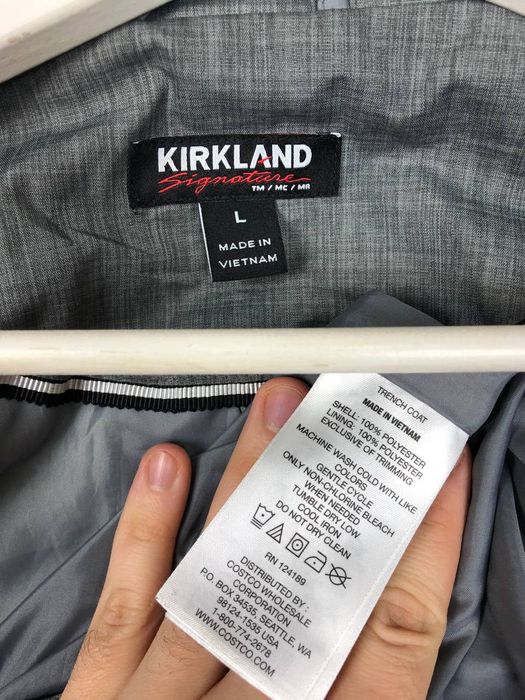 KIRKLAND
Signature
TM / MC / MR
L
MADE IN
VIETNAM
TRENCH COAT
MADE IN VIETNAM
SHELL: 100% POLYESTER
LINING: 100% POLYESTER
EXCLUSIVE OF TRIMMING
MACHINE WASH COLD WITH LIKE
COLORS
GENTLE CYCLE
ONLY NON-CHLORINE BLEACH
WHEN NEEDED
TUMBLE DRY LOW
COOL IRON
DO NOT DRY CLEAN
RN 124189
DISTRIBUTED BY :
COSTCO WHOLESALE
CORPORATION
P.O. BOX 34535, SEATTLE, WA
98124-1535 USA
1-800-774-2678
WWW.COSTCO.COM